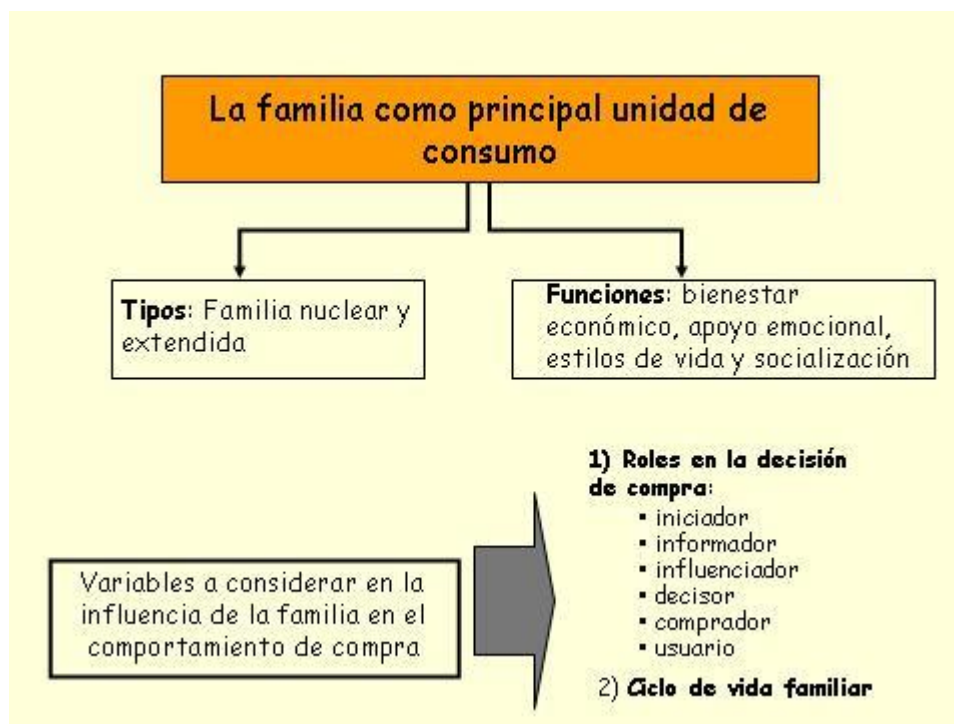 La familia como principal unidad de
consumo
Tipos: Familia nuclear y
extendida
Funciones: bienestar
económico, apoyo emocional,
estilos de vida y socialización
Variables a considerar en la
influencia de la familia en el
comportamiento de compra
1) Roles en la decisión
de compra:
▪ iniciador
▪ informador
▪ influenciador
▪ decisor
▪ comprador
▪ usuario
2) Ciclo de vida familiar